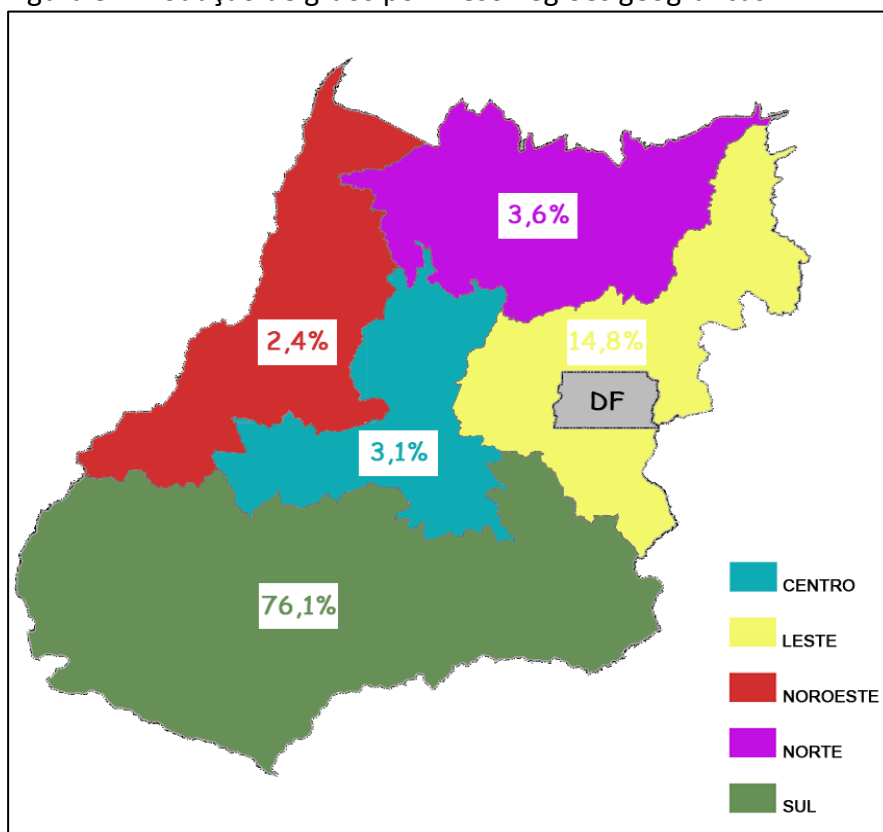 3,6%
2,4%
14,8%
DF
3,1%
76,1%
CENTRO
LESTE
NOROESTE
NORTE
SUL